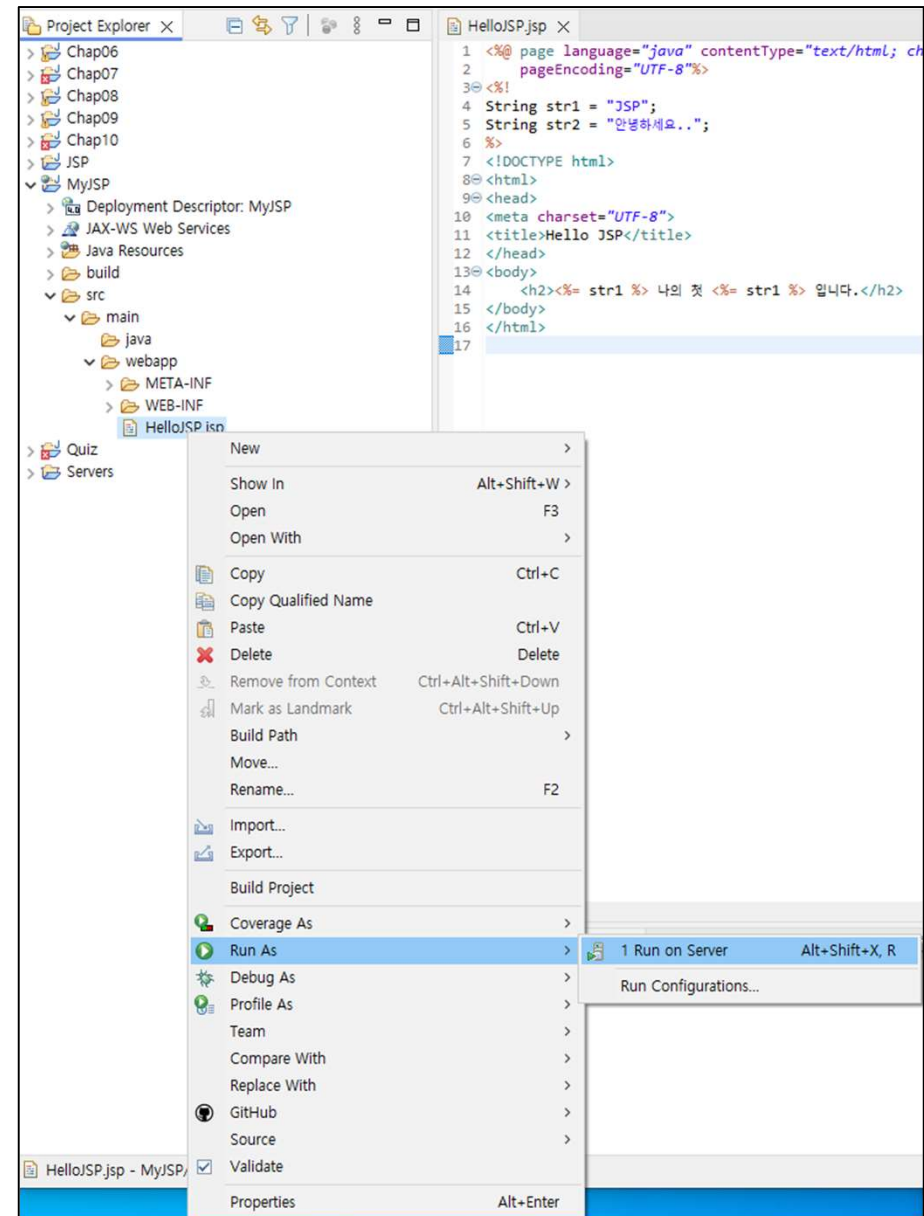 Project Explorer
Chap06
Chap07
Chap08
Chap09
Chap10
JSP
MyJSP
Deployment Descriptor: MyJSP
JAX-WS Web Services
Java Resources
build
src
main
java
webapp
META-INF
WEB-INF
HelloJSP.jsp
Quiz
Servers
HelloJSP.jsp
1 <%@ page language="java" contentType="text/html; ch
2 pageEncoding="UTF-8"%>
3 <%!
4 String str1 = "JSP";
5 String str2 = "안녕하세요..";
6 %>
7 <!DOCTYPE html>
8 <html>
9 <head>
10 <meta charset="UTF-8">
11 <title>Hello JSP</title>
12 </head>
13 <body>
14 <h2><%= str1 %> 나의 첫 <%= str1 %> 입니다.</h2>
15 </body>
16 </html>
17
New
Show In Alt+Shift+W
Open F3
Open With
Copy Ctrl+C
Copy Qualified Name
Paste Ctrl+V
Delete Delete
Remove from Context Ctrl+Alt+Shift+Down
Mark as Landmark Ctrl+Alt+Shift+Up
Build Path
Move...
Rename... F2
Import...
Export...
Build Project
Coverage As
Run As
1 Run on Server Alt+Shift+X, R
Run Configurations...
Debug As
Profile As
Team
Compare With
Replace With
GitHub
Source
Validate
Properties Alt+Enter
HelloJSP.jsp - MyJSP/